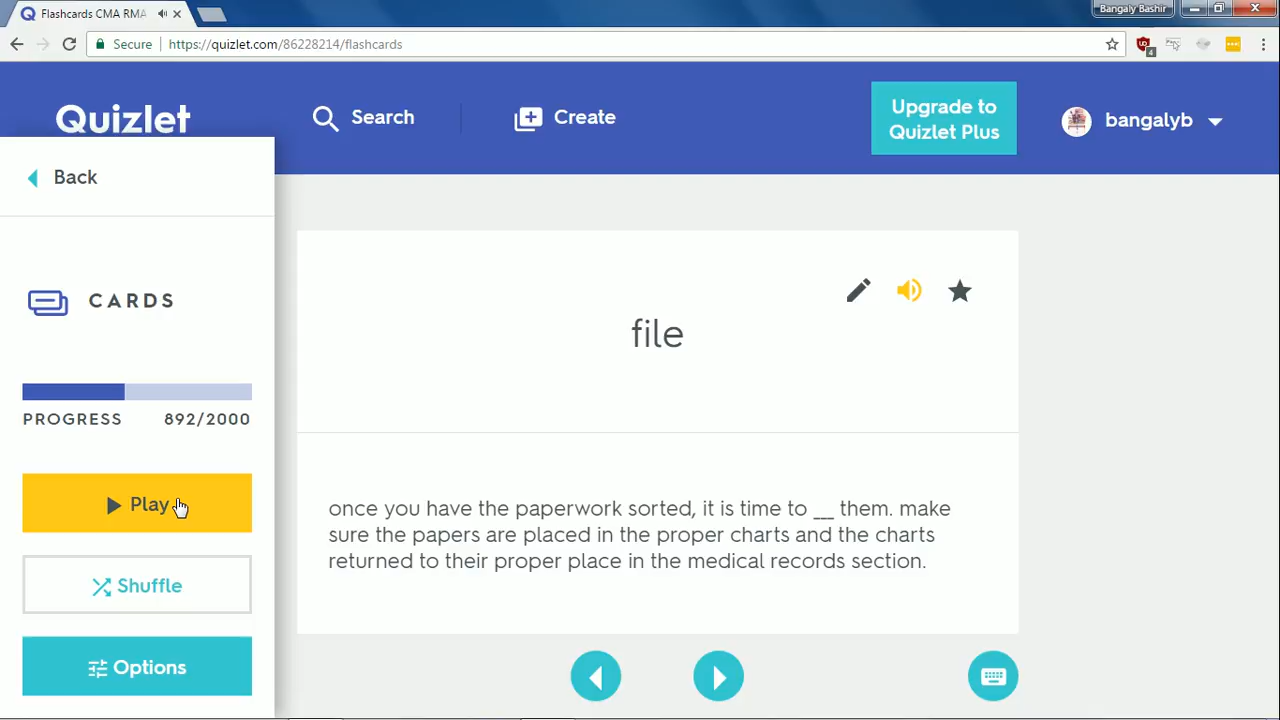 Flashcards CMA RMA
Bangaly Bashir
Secure
https://quizlet.com/86228214/flashcards
4
Quizlet
Search
Create
Upgrade to
Quizlet Plus
bangalyb
Back
CARDS
PROGRESS 892/2000
Play
Shuffle
Options
file
once you have the paperwork sorted, it is time to ___ them. make
sure the papers are placed in the proper charts and the charts
returned to their proper place in the medical records section.